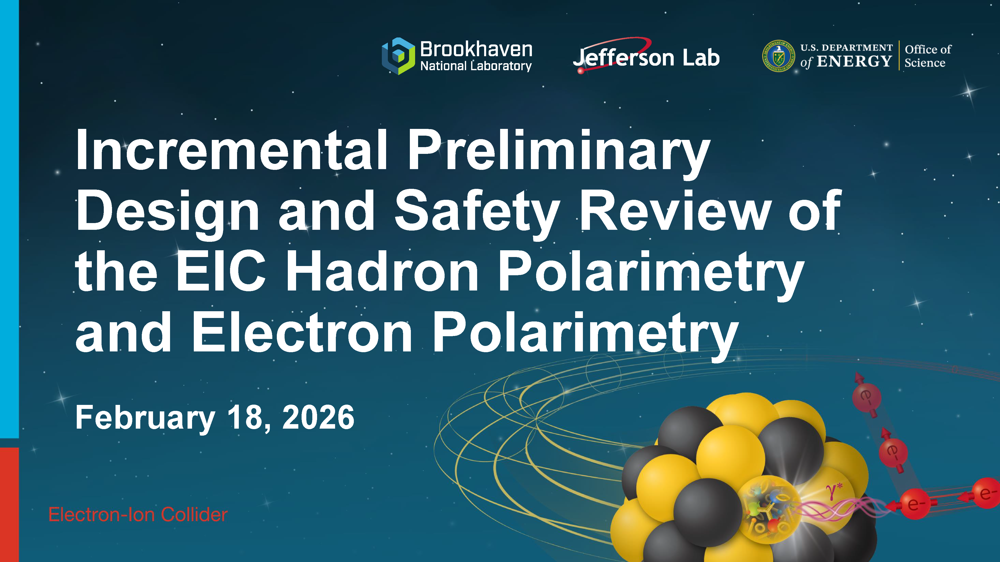 Brookhaven
National Laboratory
Jefferson Lab
U.S. DEPARTMENT
of ENERGY
Office of
Science
Incremental Preliminary
Design and Safety Review of
the EIC Hadron Polarimetry
and Electron Polarimetry
February 18, 2026
e-
e-
γ*
e-
e-
Electron-Ion Collider